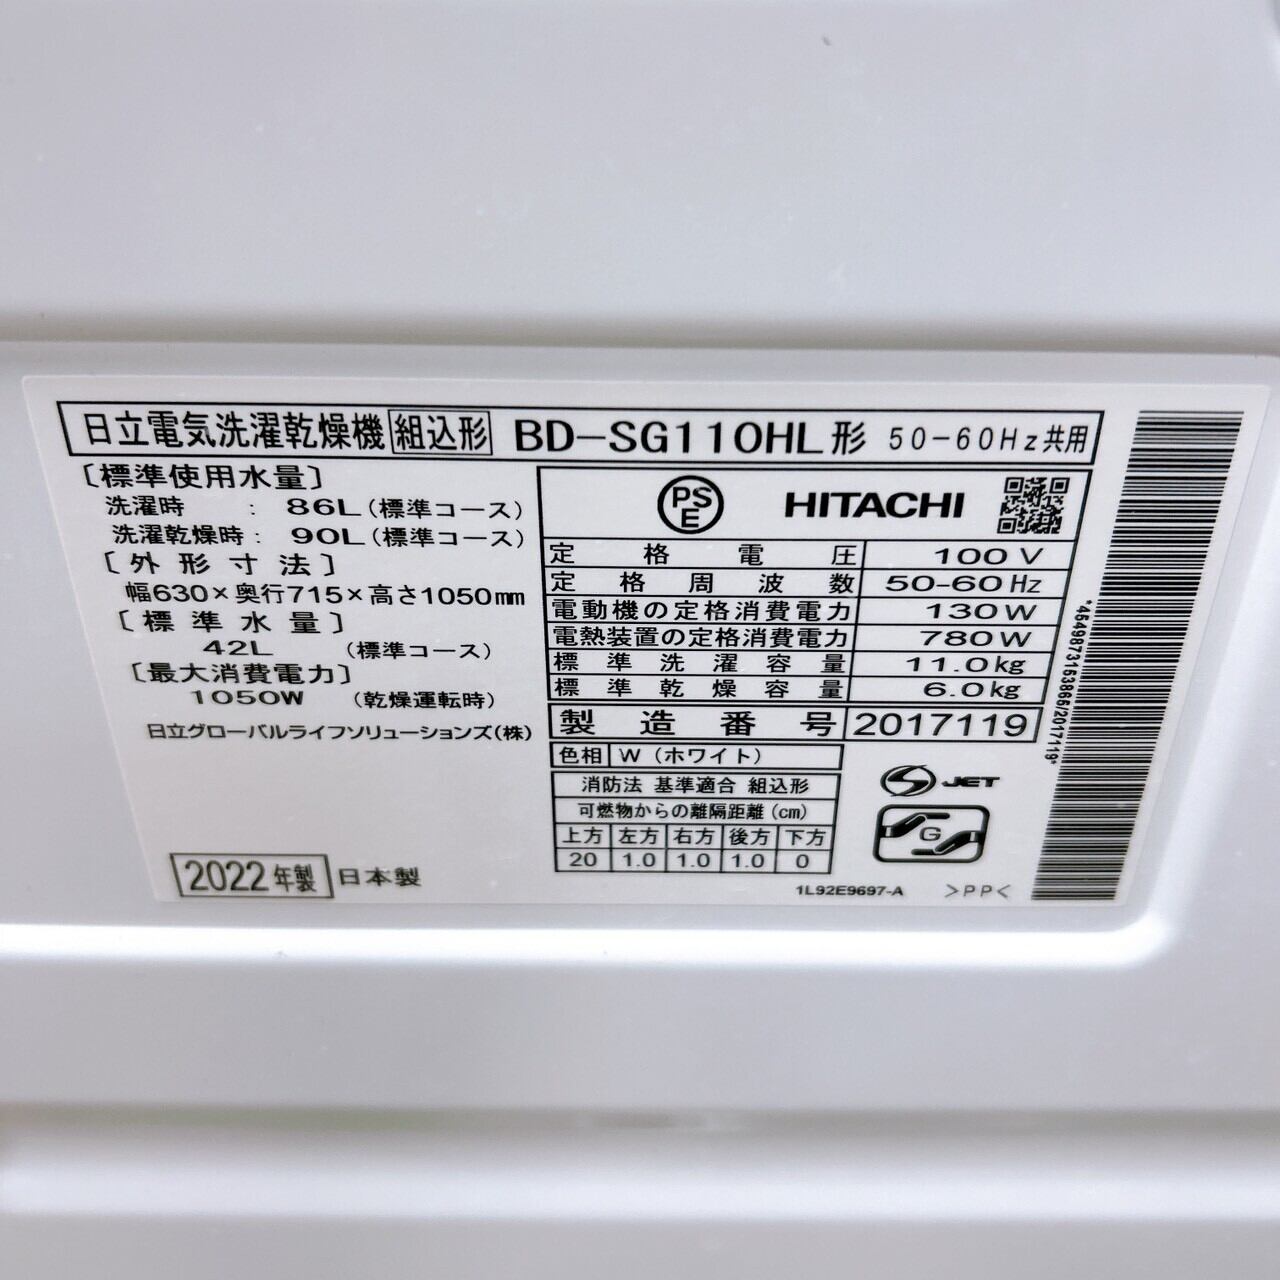 日立電気洗濯乾燥機 組込形 BD-SG110HL形 50-60Hz共用
〔標準使用水量〕
洗濯時 : 86L(標準コース)
洗濯乾燥時: 90L(標準コース)
〔外形寸法〕
幅630×奥行715×高さ1050mm
〔標準水量〕
42L (標準コース)
〔最大消費電力〕
1050W (乾燥運転時)
日立グローバルライフソリューションズ(株)
2022年製 日本製
PSE HITACHI
定格電圧 100V
定格周波数 50-60Hz
電動機の定格消費電力 130W
電熱装置の定格消費電力 780W
標準洗濯容量 11.0kg
標準乾燥容量 6.0kg
製造番号 2017119
色相 W(ホワイト)
消防法 基準適合 組込形
可燃物からの離隔距離(cm)
上方 左方 右方 後方 下方
20 1.0 1.0 1.0 0
JET
G
1L92E9697-A >PP<
*4549873163866/2017119*